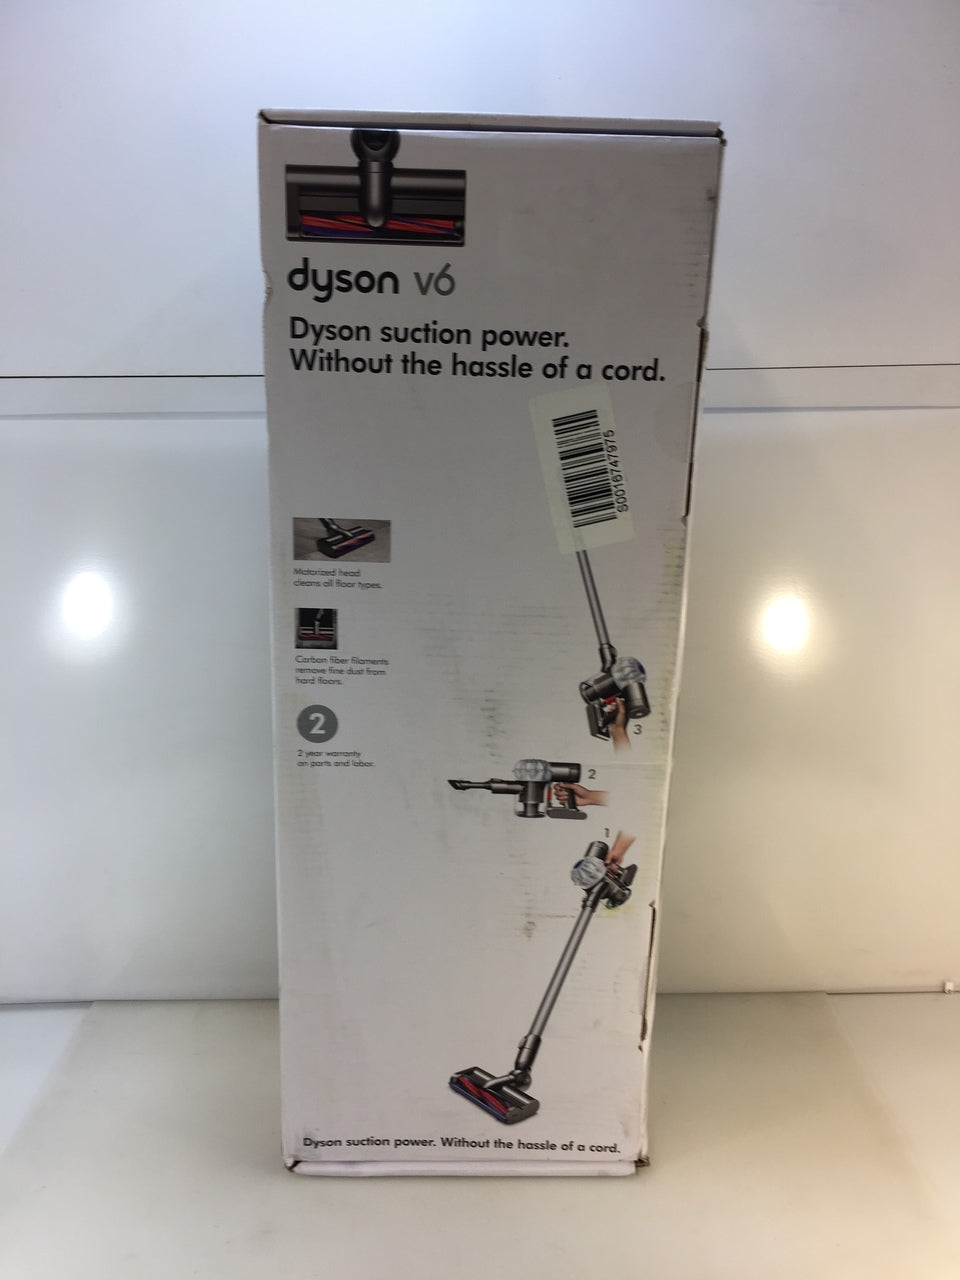 dyson v6
Dyson suction power.
Without the hassle of a cord.
S0016747975
Motorized head
cleans all floor types.
Carbon fiber filaments
remove fine dust from
hard floors.
2
2 year warranty
on parts and labor.
3
2
1
Dyson suction power. Without the hassle of a cord.